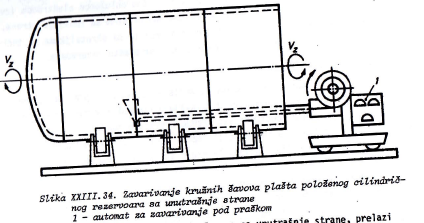 Vz
Vz
1
Slika XXIII.34. Zavarivanje kružnih šavova plašta položenog cilindrič-
nog rezervoara sa unutrašnje strane
1 - automat za zavarivanje pod praškom
unutrašnje strane, prelazi